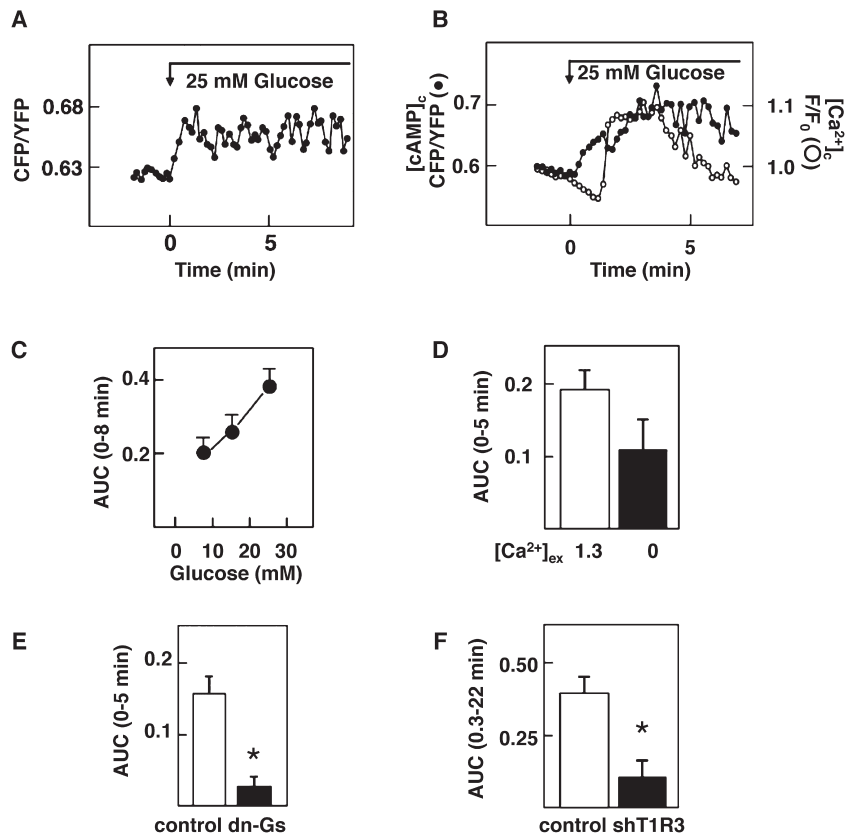 A
25 mM Glucose
CFP/YFP
0.68
0.63
0 5
Time (min)
B
25 mM Glucose
[cAMP]c
CFP/YFP (●)
0.7
0.6
1.1
1.0
[Ca2+]c
F/F0 (○)
0 5
Time (min)
C
AUC (0-8 min)
0.4
0.2
0 10 20 30
Glucose (mM)
D
AUC (0-5 min)
0.2
0.1
[Ca2+]ex 1.3 0
E
AUC (0-5 min)
0.2
0.1
*
control dn-Gs
F
AUC (0.3-22 min)
0.50
0.25
*
control shT1R3